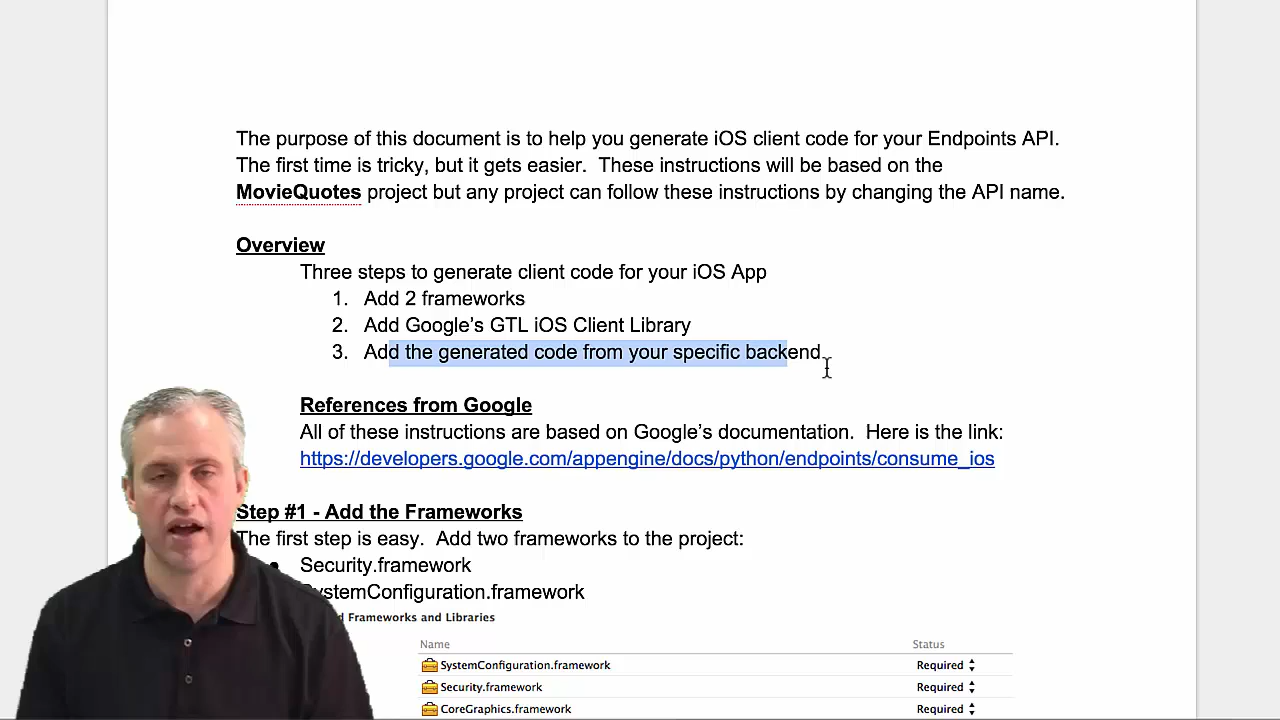 The purpose of this document is to help you generate iOS client code for your Endpoints API.
The first time is tricky, but it gets easier.  These instructions will be based on the
MovieQuotes project but any project can follow these instructions by changing the API name.
Overview
Three steps to generate client code for your iOS App
1. Add 2 frameworks
2. Add Google's GTL iOS Client Library
3. Add the generated code from your specific backend
References from Google
All of these instructions are based on Google's documentation.  Here is the link:
https://developers.google.com/appengine/docs/python/endpoints/consume_ios
Step #1 - Add the Frameworks
The first step is easy.  Add two frameworks to the project:
● Security.framework
SystemConfiguration.framework
Frameworks and Libraries
Name Status
SystemConfiguration.framework Required
Security.framework Required
CoreGraphics.framework Required